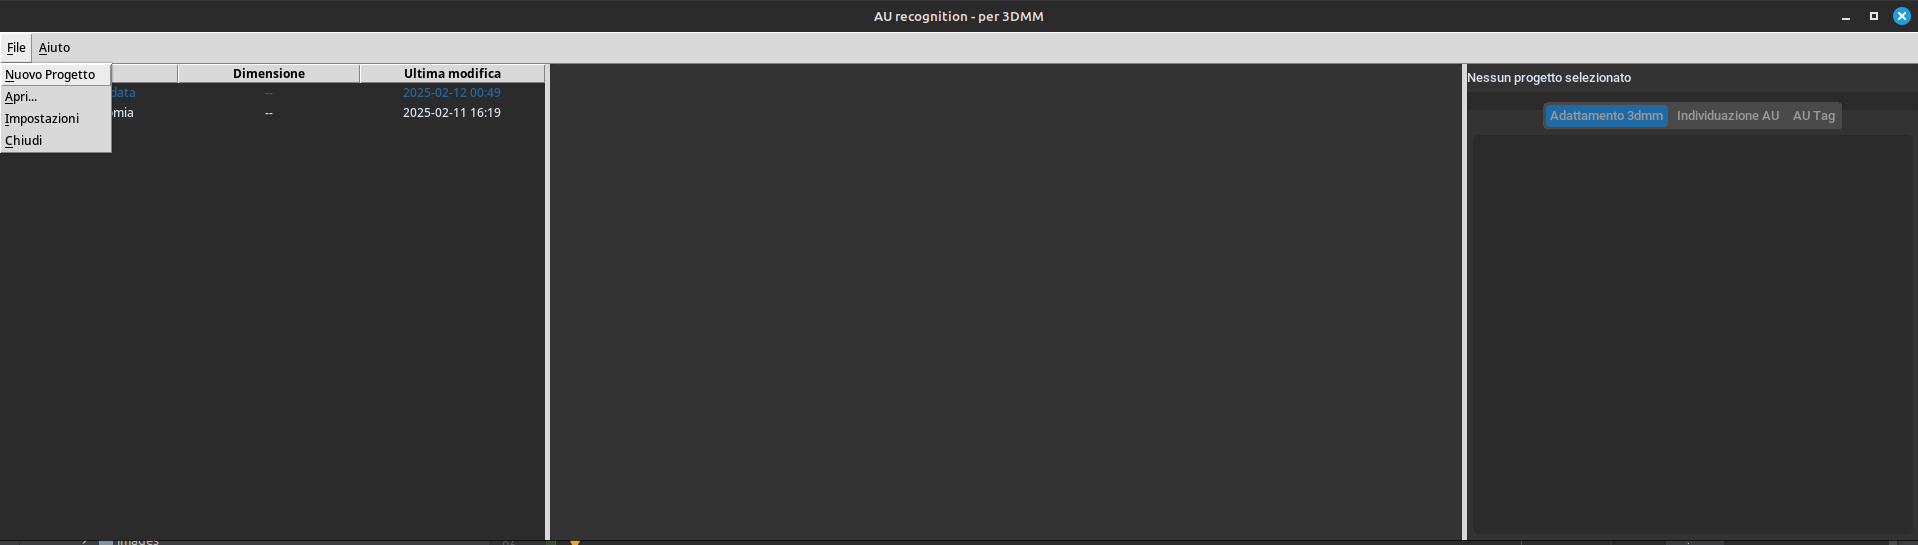 AU recognition - per 3DMM
File Aiuto
Nuovo Progetto
Apri...
Impostazioni
Chiudi
Dimensione Ultima modifica
data -- 2025-02-12 00:49
-- 2025-02-11 16:19
Nessun progetto selezionato
Adattamento 3dmm Individuazione AU AU Tag
images